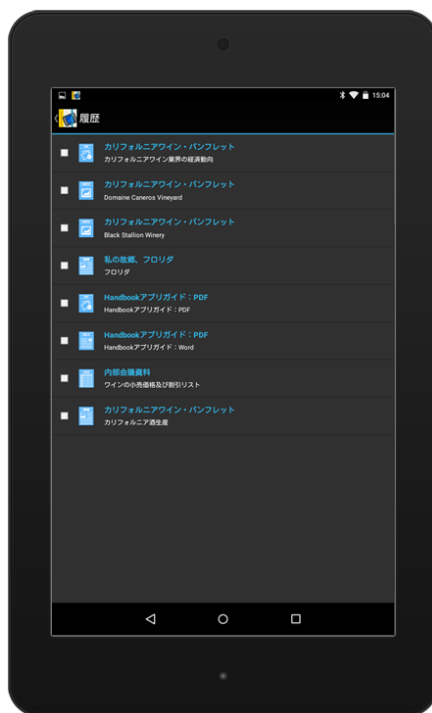 15:04
履歴
カリフォルニアワイン・パンフレット
カリフォルニアワイン業界の経済動向
カリフォルニアワイン・パンフレット
Domaine Caneros Vineyard
カリフォルニアワイン・パンフレット
Black Stallion Winery
私の故郷、フロリダ
フロリダ
Handbookアプリガイド：PDF
Handbookアプリガイド：PDF
Handbookアプリガイド：PDF
Handbookアプリガイド：Word
内部会議資料
ワインの小売価格及び割引リスト
カリフォルニアワイン・パンフレット
カリフォルニア酒生産